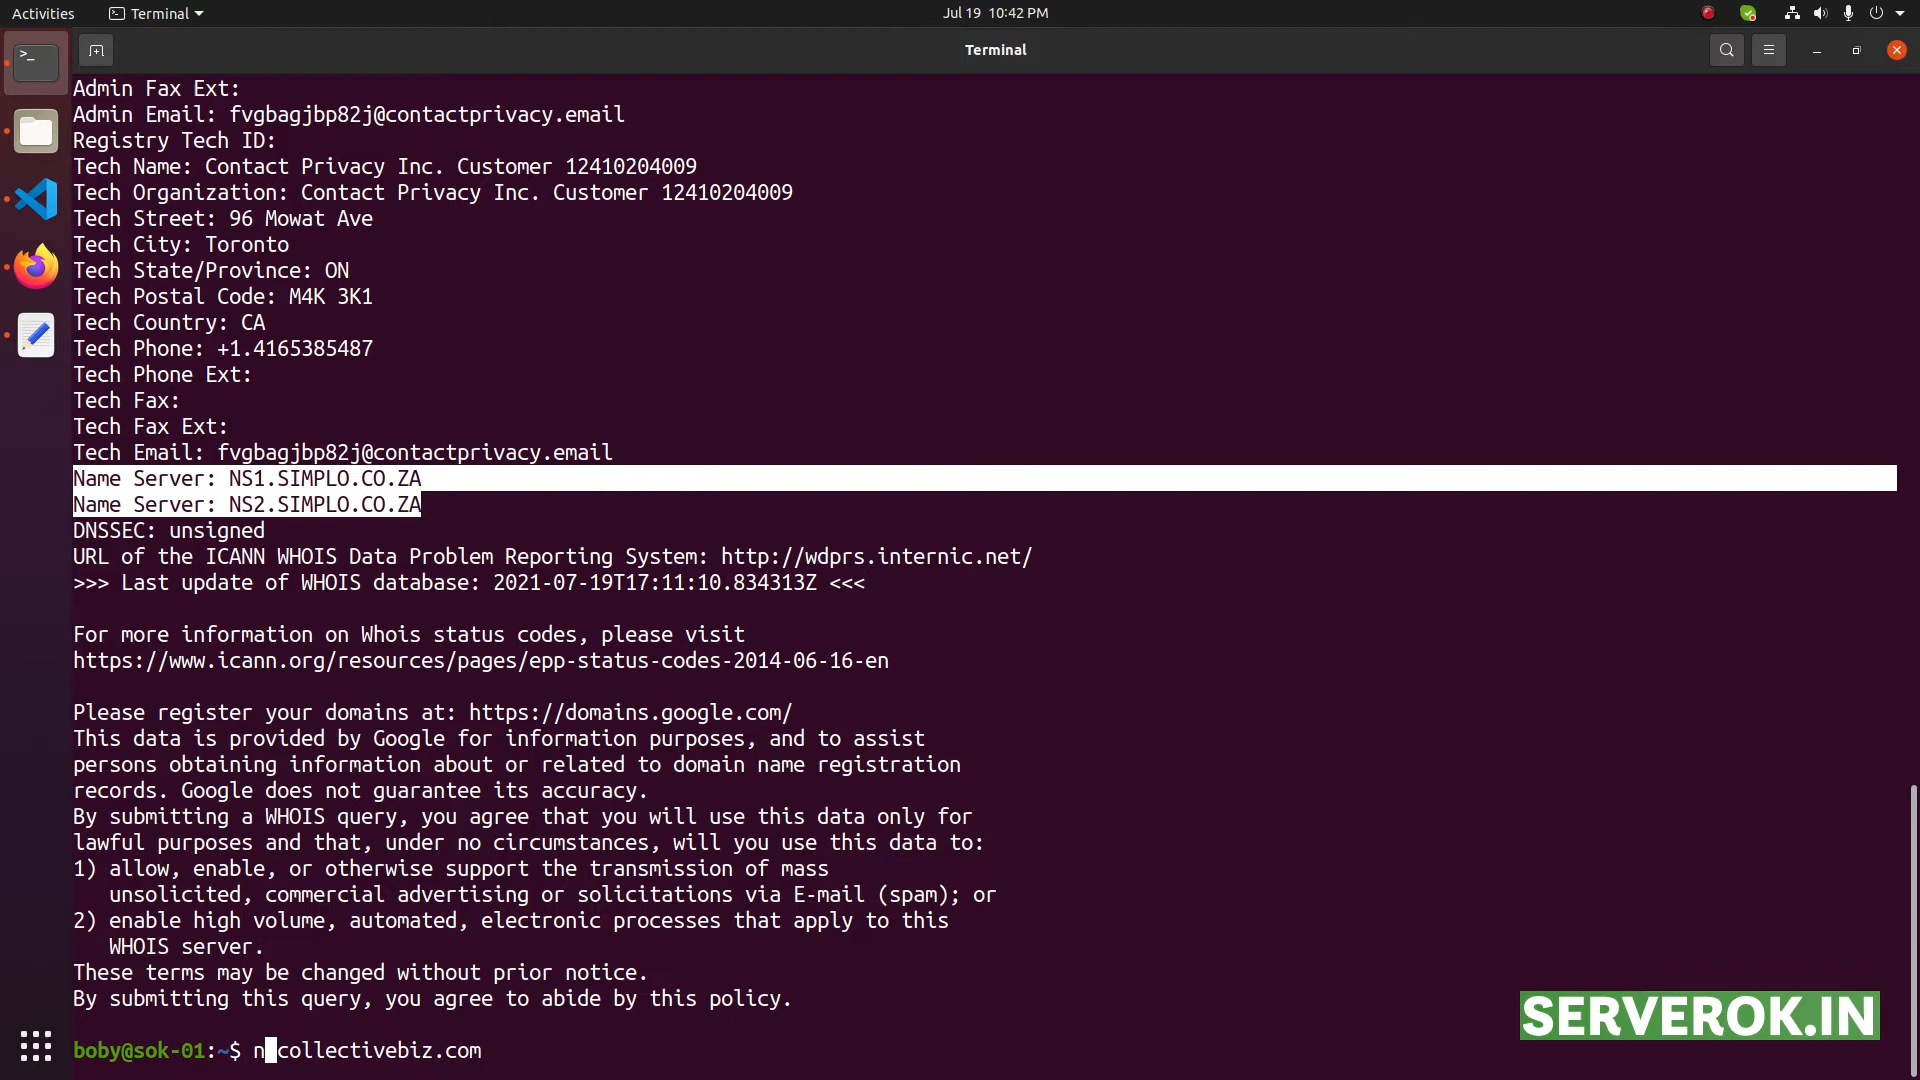 Activities
Terminal
Jul 19 10:42 PM
Terminal
Admin Fax Ext:
Admin Email: fvgbagjbp82j@contactprivacy.email
Registry Tech ID:
Tech Name: Contact Privacy Inc. Customer 12410204009
Tech Organization: Contact Privacy Inc. Customer 12410204009
Tech Street: 96 Mowat Ave
Tech City: Toronto
Tech State/Province: ON
Tech Postal Code: M4K 3K1
Tech Country: CA
Tech Phone: +1.4165385487
Tech Phone Ext:
Tech Fax:
Tech Fax Ext:
Tech Email: fvgbagjbp82j@contactprivacy.email
Name Server: NS1.SIMPLO.CO.ZA
Name Server: NS2.SIMPLO.CO.ZA
DNSSEC: unsigned
URL of the ICANN WHOIS Data Problem Reporting System: http://wdprs.internic.net/
>>> Last update of WHOIS database: 2021-07-19T17:11:10.834313Z <<<
For more information on Whois status codes, please visit
https://www.icann.org/resources/pages/epp-status-codes-2014-06-16-en
Please register your domains at: https://domains.google.com/
This data is provided by Google for information purposes, and to assist
persons obtaining information about or related to domain name registration
records. Google does not guarantee its accuracy.
By submitting a WHOIS query, you agree that you will use this data only for
lawful purposes and that, under no circumstances, will you use this data to:
1) allow, enable, or otherwise support the transmission of mass
unsolicited, commercial advertising or solicitations via E-mail (spam); or
2) enable high volume, automated, electronic processes that apply to this
WHOIS server.
These terms may be changed without prior notice.
By submitting this query, you agree to abide by this policy.
boby@sok-01:~$ n collectivebiz.com
SERVEROK.IN